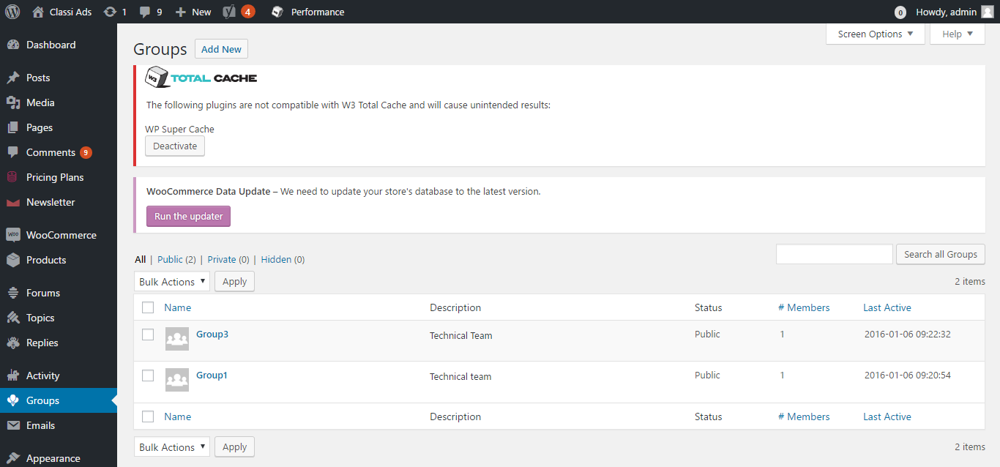 Classi Ads 1 9 New 4 Performance 0 Howdy, admin
Screen Options Help
Dashboard
Posts
Media
Pages
Comments 9
Pricing Plans
Newsletter
WooCommerce
Products
Forums
Topics
Replies
Activity
Groups
Emails
Appearance
Groups Add New
W3 TOTAL CACHE
The following plugins are not compatible with W3 Total Cache and will cause unintended results:
WP Super Cache
Deactivate
WooCommerce Data Update – We need to update your store's database to the latest version.
Run the updater
All | Public (2) | Private (0) | Hidden (0)
Search all Groups
Bulk Actions Apply 2 items
Name Description Status # Members Last Active
Group3 Technical Team Public 1 2016-01-06 09:22:32
Group1 Technical team Public 1 2016-01-06 09:20:54
Name Description Status # Members Last Active
Bulk Actions Apply 2 items